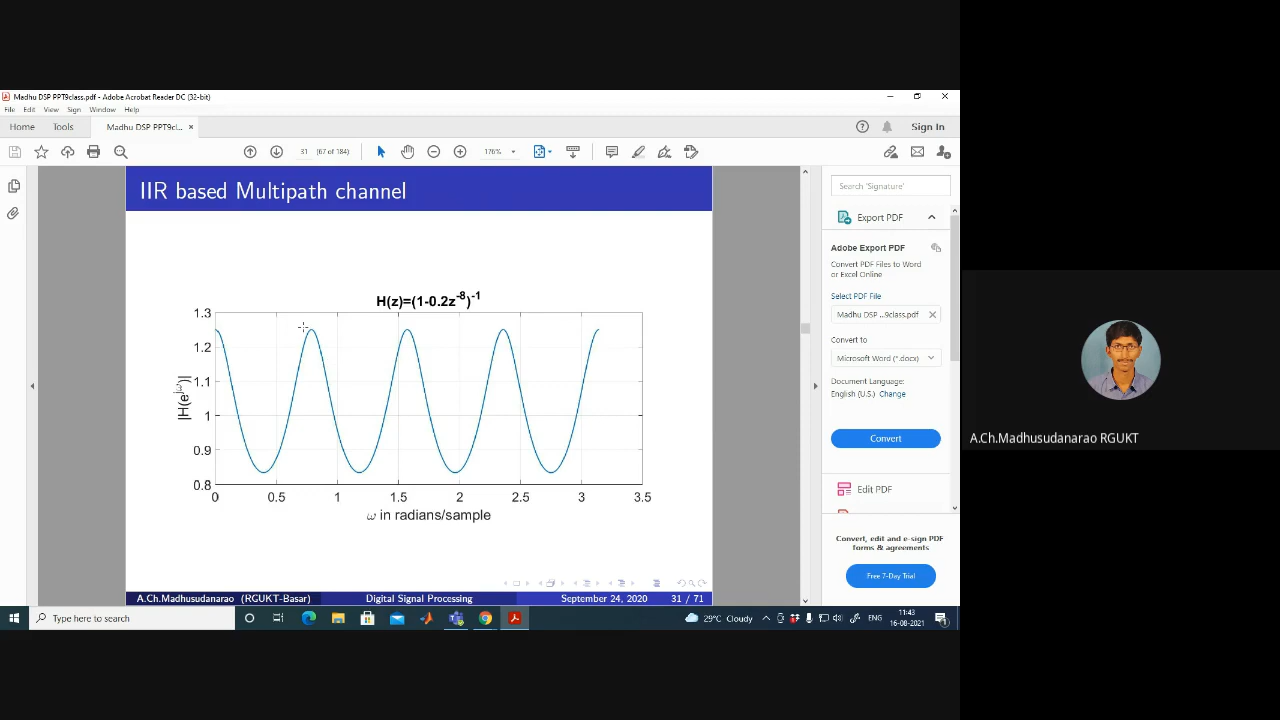 Madhu DSP PPT9class.pdf - Adobe Acrobat Reader DC (32-bit)
File Edit View Sign Window Help
Home Tools Madhu DSP PPT9cl... × Sign In
31 (67 of 184) 176%
IIR based Multipath channel
H(z)=(1-0.2z⁻⁸)⁻¹
1.3
1.2
1.1
1
0.9
0.8
|H(e^jω)|
0 0.5 1 1.5 2 2.5 3 3.5
ω in radians/sample
A.Ch.Madhusudanarao (RGUKT-Basar) Digital Signal Processing September 24, 2020 31 / 71
Search 'Signature'
Export PDF
Adobe Export PDF
Convert PDF Files to Word
or Excel Online
Select PDF File
Madhu DSP ...9class.pdf
Convert to
Microsoft Word (*.docx)
Document Language:
English (U.S.) Change
Convert
Edit PDF
Convert, edit and e-sign PDF
forms & agreements
Free 7-Day Trial
A.Ch.Madhusudanarao RGUKT
Type here to search
29°C Cloudy ENG 11:43
16-08-2021